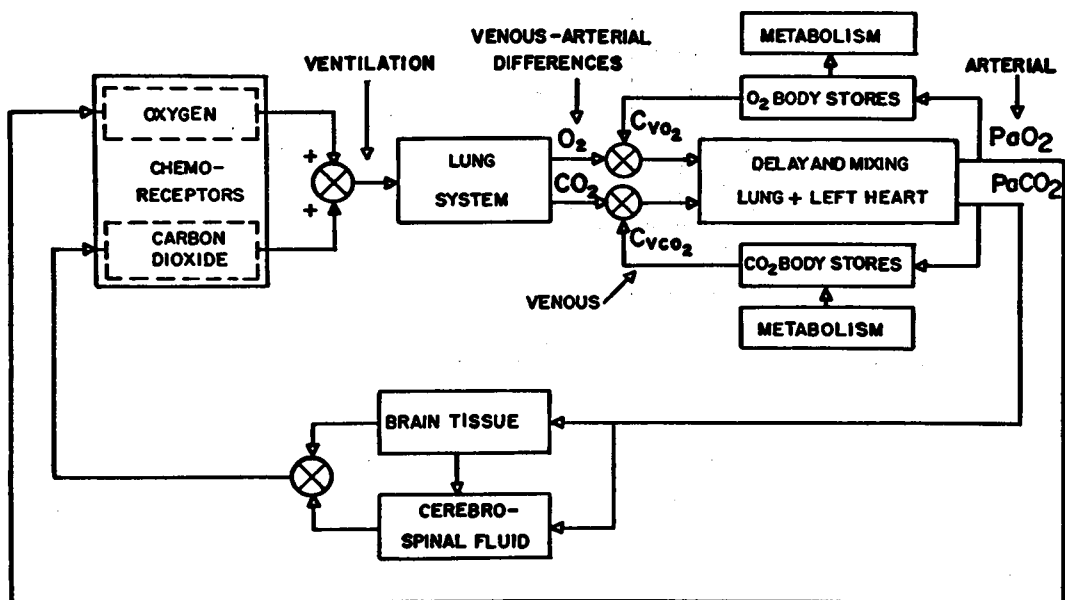 METABOLISM
VENOUS-ARTERIAL
DIFFERENCES
VENTILATION
ARTERIAL
OXYGEN
CHEMO-
RECEPTORS
CARBON
DIOXIDE
+
+
LUNG
SYSTEM
O₂
CO₂
CVO₂
CVCO₂
O₂ BODY STORES
DELAY AND MIXING
LUNG + LEFT HEART
PaO₂
PaCO₂
CO₂ BODY STORES
VENOUS
METABOLISM
BRAIN TISSUE
CEREBRO-
SPINAL FLUID